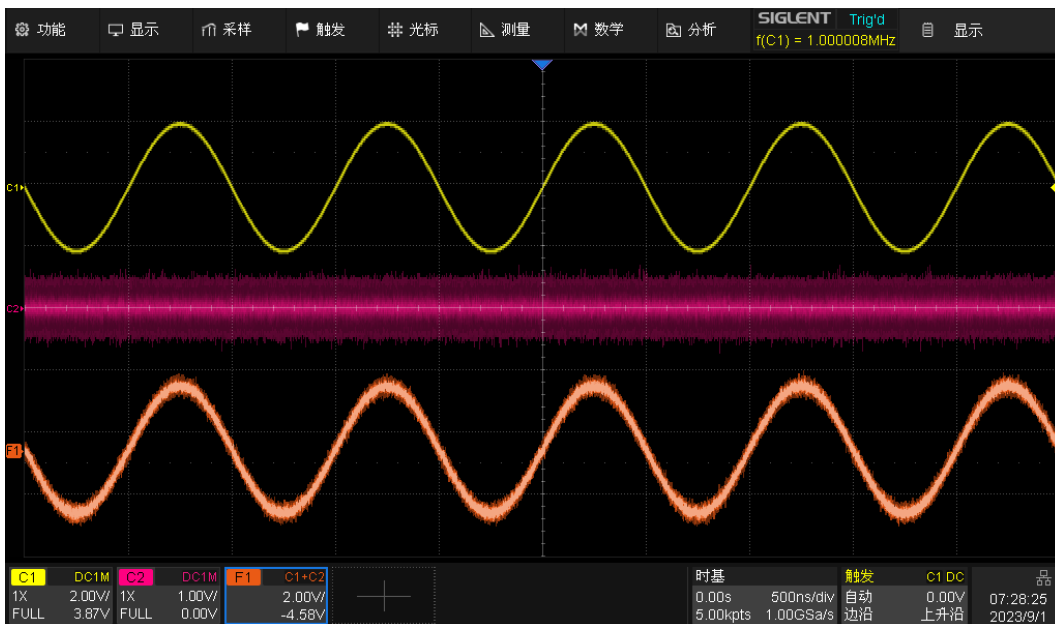 功能 显示 采样 触发 光标 测量 数学 分析 SIGLENT Trig'd 显示
f(C1) = 1.000008MHz
C1
C2
F1
C1 DC1M C2 DC1M F1 C1+C2 时基 触发 C1 DC
1X 2.00V/ 1X 1.00V/ 2.00V/ 0.00s 500ns/div 自动 0.00V 07:28:25
FULL 3.87V FULL 0.00V -4.58V 5.00kpts 1.00GSa/s 边沿 上升沿 2023/9/1